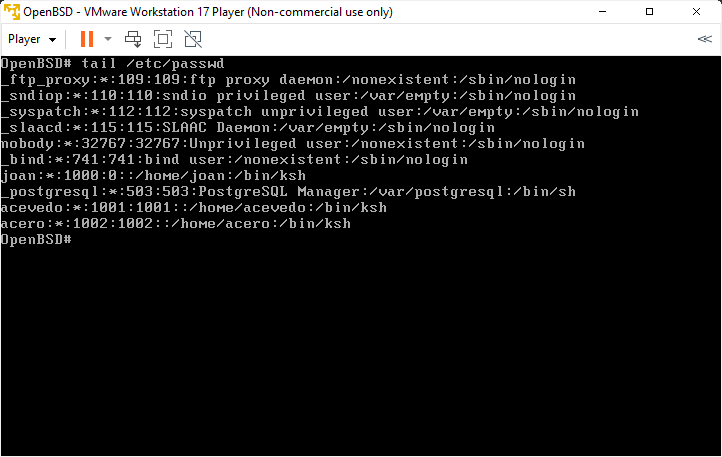 OpenBSD - VMware Workstation 17 Player (Non-commercial use only)
Player
OpenBSD# tail /etc/passwd
_ftp_proxy:*:109:109:ftp proxy daemon:/nonexistent:/sbin/nologin
_sndiop:*:110:110:sndio privileged user:/var/empty:/sbin/nologin
_syspatch:*:112:112:syspatch unprivileged user:/var/empty:/sbin/nologin
_slaacd:*:115:115:SLAAC Daemon:/var/empty:/sbin/nologin
nobody:*:32767:32767:Unprivileged user:/nonexistent:/sbin/nologin
_bind:*:741:741:bind user:/nonexistent:/sbin/nologin
joan:*:1000:0::/home/joan:/bin/ksh
_postgresql:*:503:503:PostgreSQL Manager:/var/postgresql:/bin/sh
acevedo:*:1001:1001::/home/acevedo:/bin/ksh
acero:*:1002:1002::/home/acero:/bin/ksh
OpenBSD#